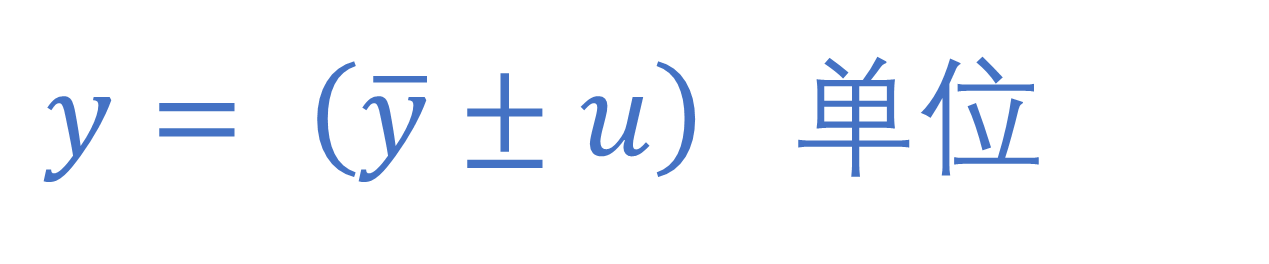 y = (ȳ ± u) 单位